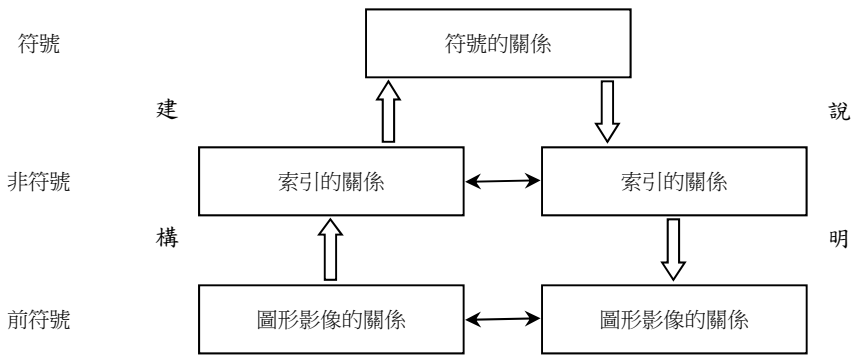 符號
符號的關係
建
說
非符號
索引的關係
索引的關係
構
明
前符號
圖形影像的關係
圖形影像的關係